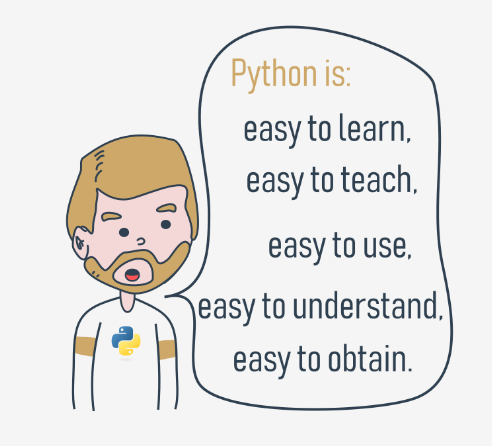 Python is:
easy to learn,
easy to teach,
easy to use,
easy to understand,
easy to obtain.